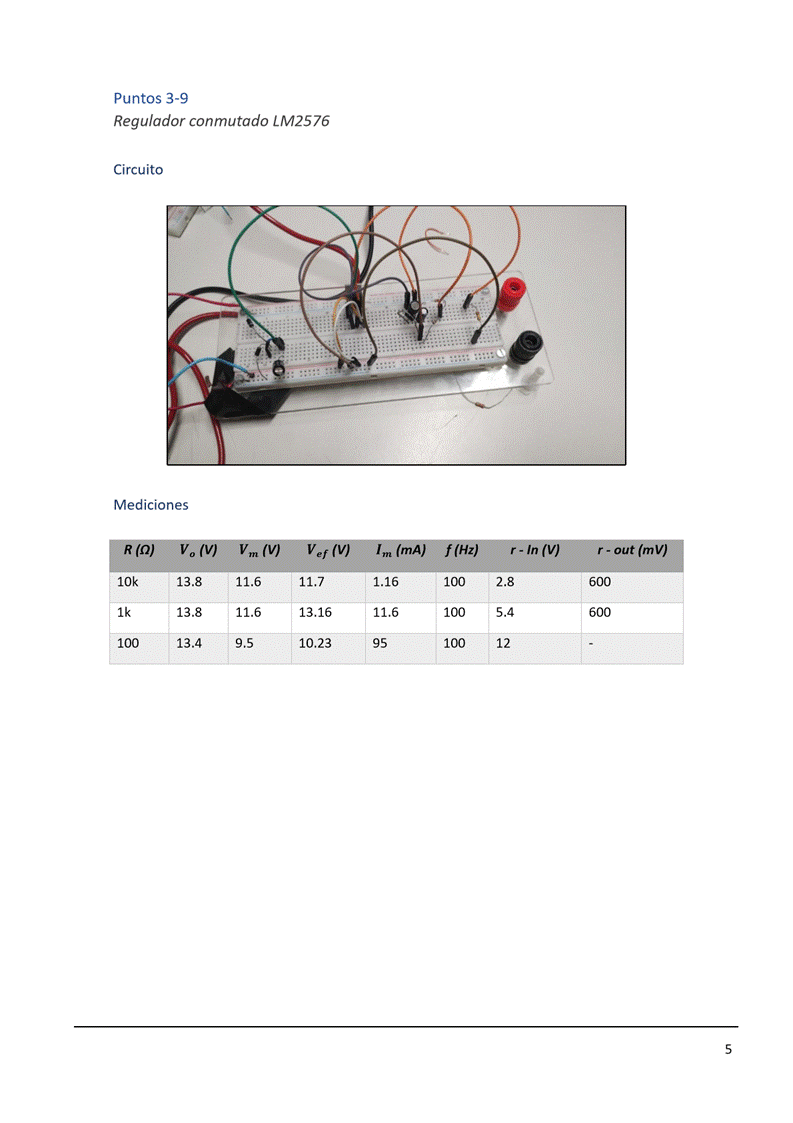 Puntos 3-9
Regulador conmutado LM2576
Circuito
Mediciones
R (Ω) V_o (V) V_m (V) V_ef (V) I_m (mA) f (Hz) r - In (V) r - out (mV)
10k 13.8 11.6 11.7 1.16 100 2.8 600
1k 13.8 11.6 13.16 11.6 100 5.4 600
100 13.4 9.5 10.23 95 100 12 -
5